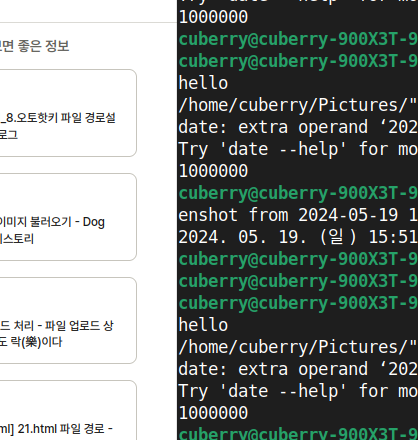 보면 좋은 정보
_8.오토핫키 파일 경로설
로그
이미지 불러오기 - Dog
스토리
드 처리 - 파일 업로드 상
도 락(樂)이다
ml] 21.html 파일 경로 -
1000000
cuberry@cuberry-900X3T-9
cuberry@cuberry-900X3T-9
hello
/home/cuberry/Pictures/"
date: extra operand ‘202
Try 'date --help' for mo
1000000
cuberry@cuberry-900X3T-9
enshot from 2024-05-19 1
2024. 05. 19. (일) 15:51
cuberry@cuberry-900X3T-9
cuberry@cuberry-900X3T-9
cuberry@cuberry-900X3T-9
hello
/home/cuberry/Pictures/"
date: extra operand ‘202
Try 'date --help' for mo
1000000
cuberry@cuberry-900X3T-9